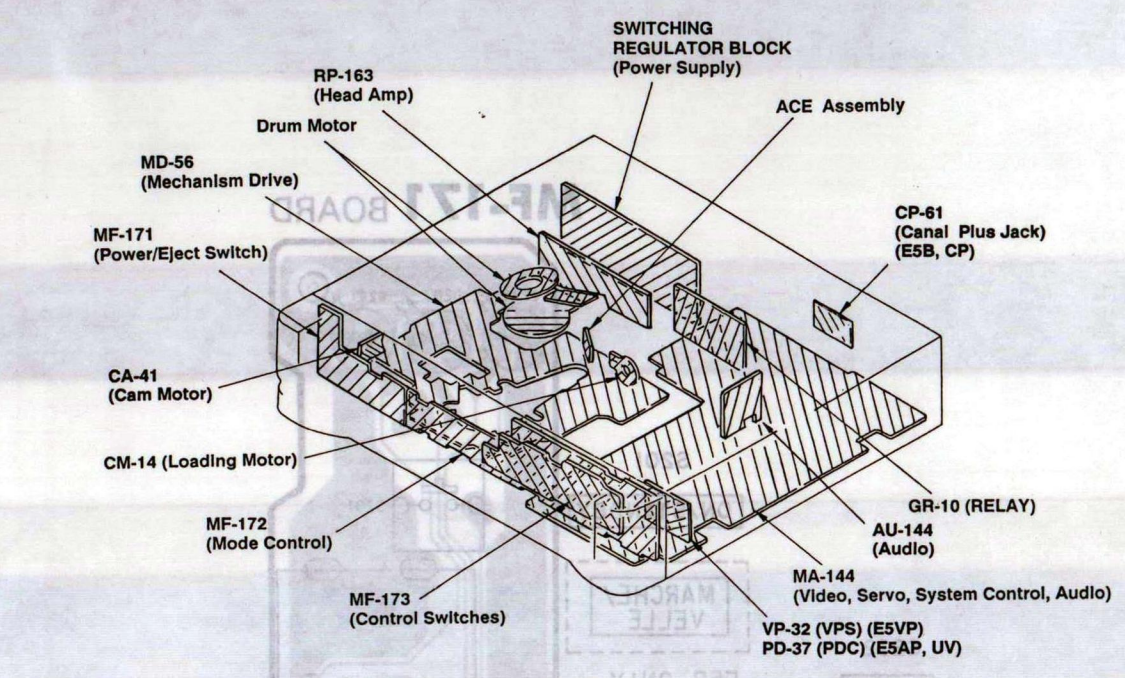 SWITCHING
REGULATOR BLOCK
(Power Supply)
RP-163
(Head Amp)
ACE Assembly
Drum Motor
MD-56
(Mechanism Drive)
MF-171 BOARD
CP-61
(Canal Plus Jack)
(E5B, CP)
MF-171
(Power/Eject Switch)
CA-41
(Cam Motor)
CM-14 (Loading Motor)
GR-10 (RELAY)
MF-172
(Mode Control)
AU-144
(Audio)
MA-144
(Video, Servo, System Control, Audio)
MF-173
(Control Switches)
MARCHE/
VELLE
VP-32 (VPS) (E5VP)
PD-37 (PDC) (E5AP, UV)